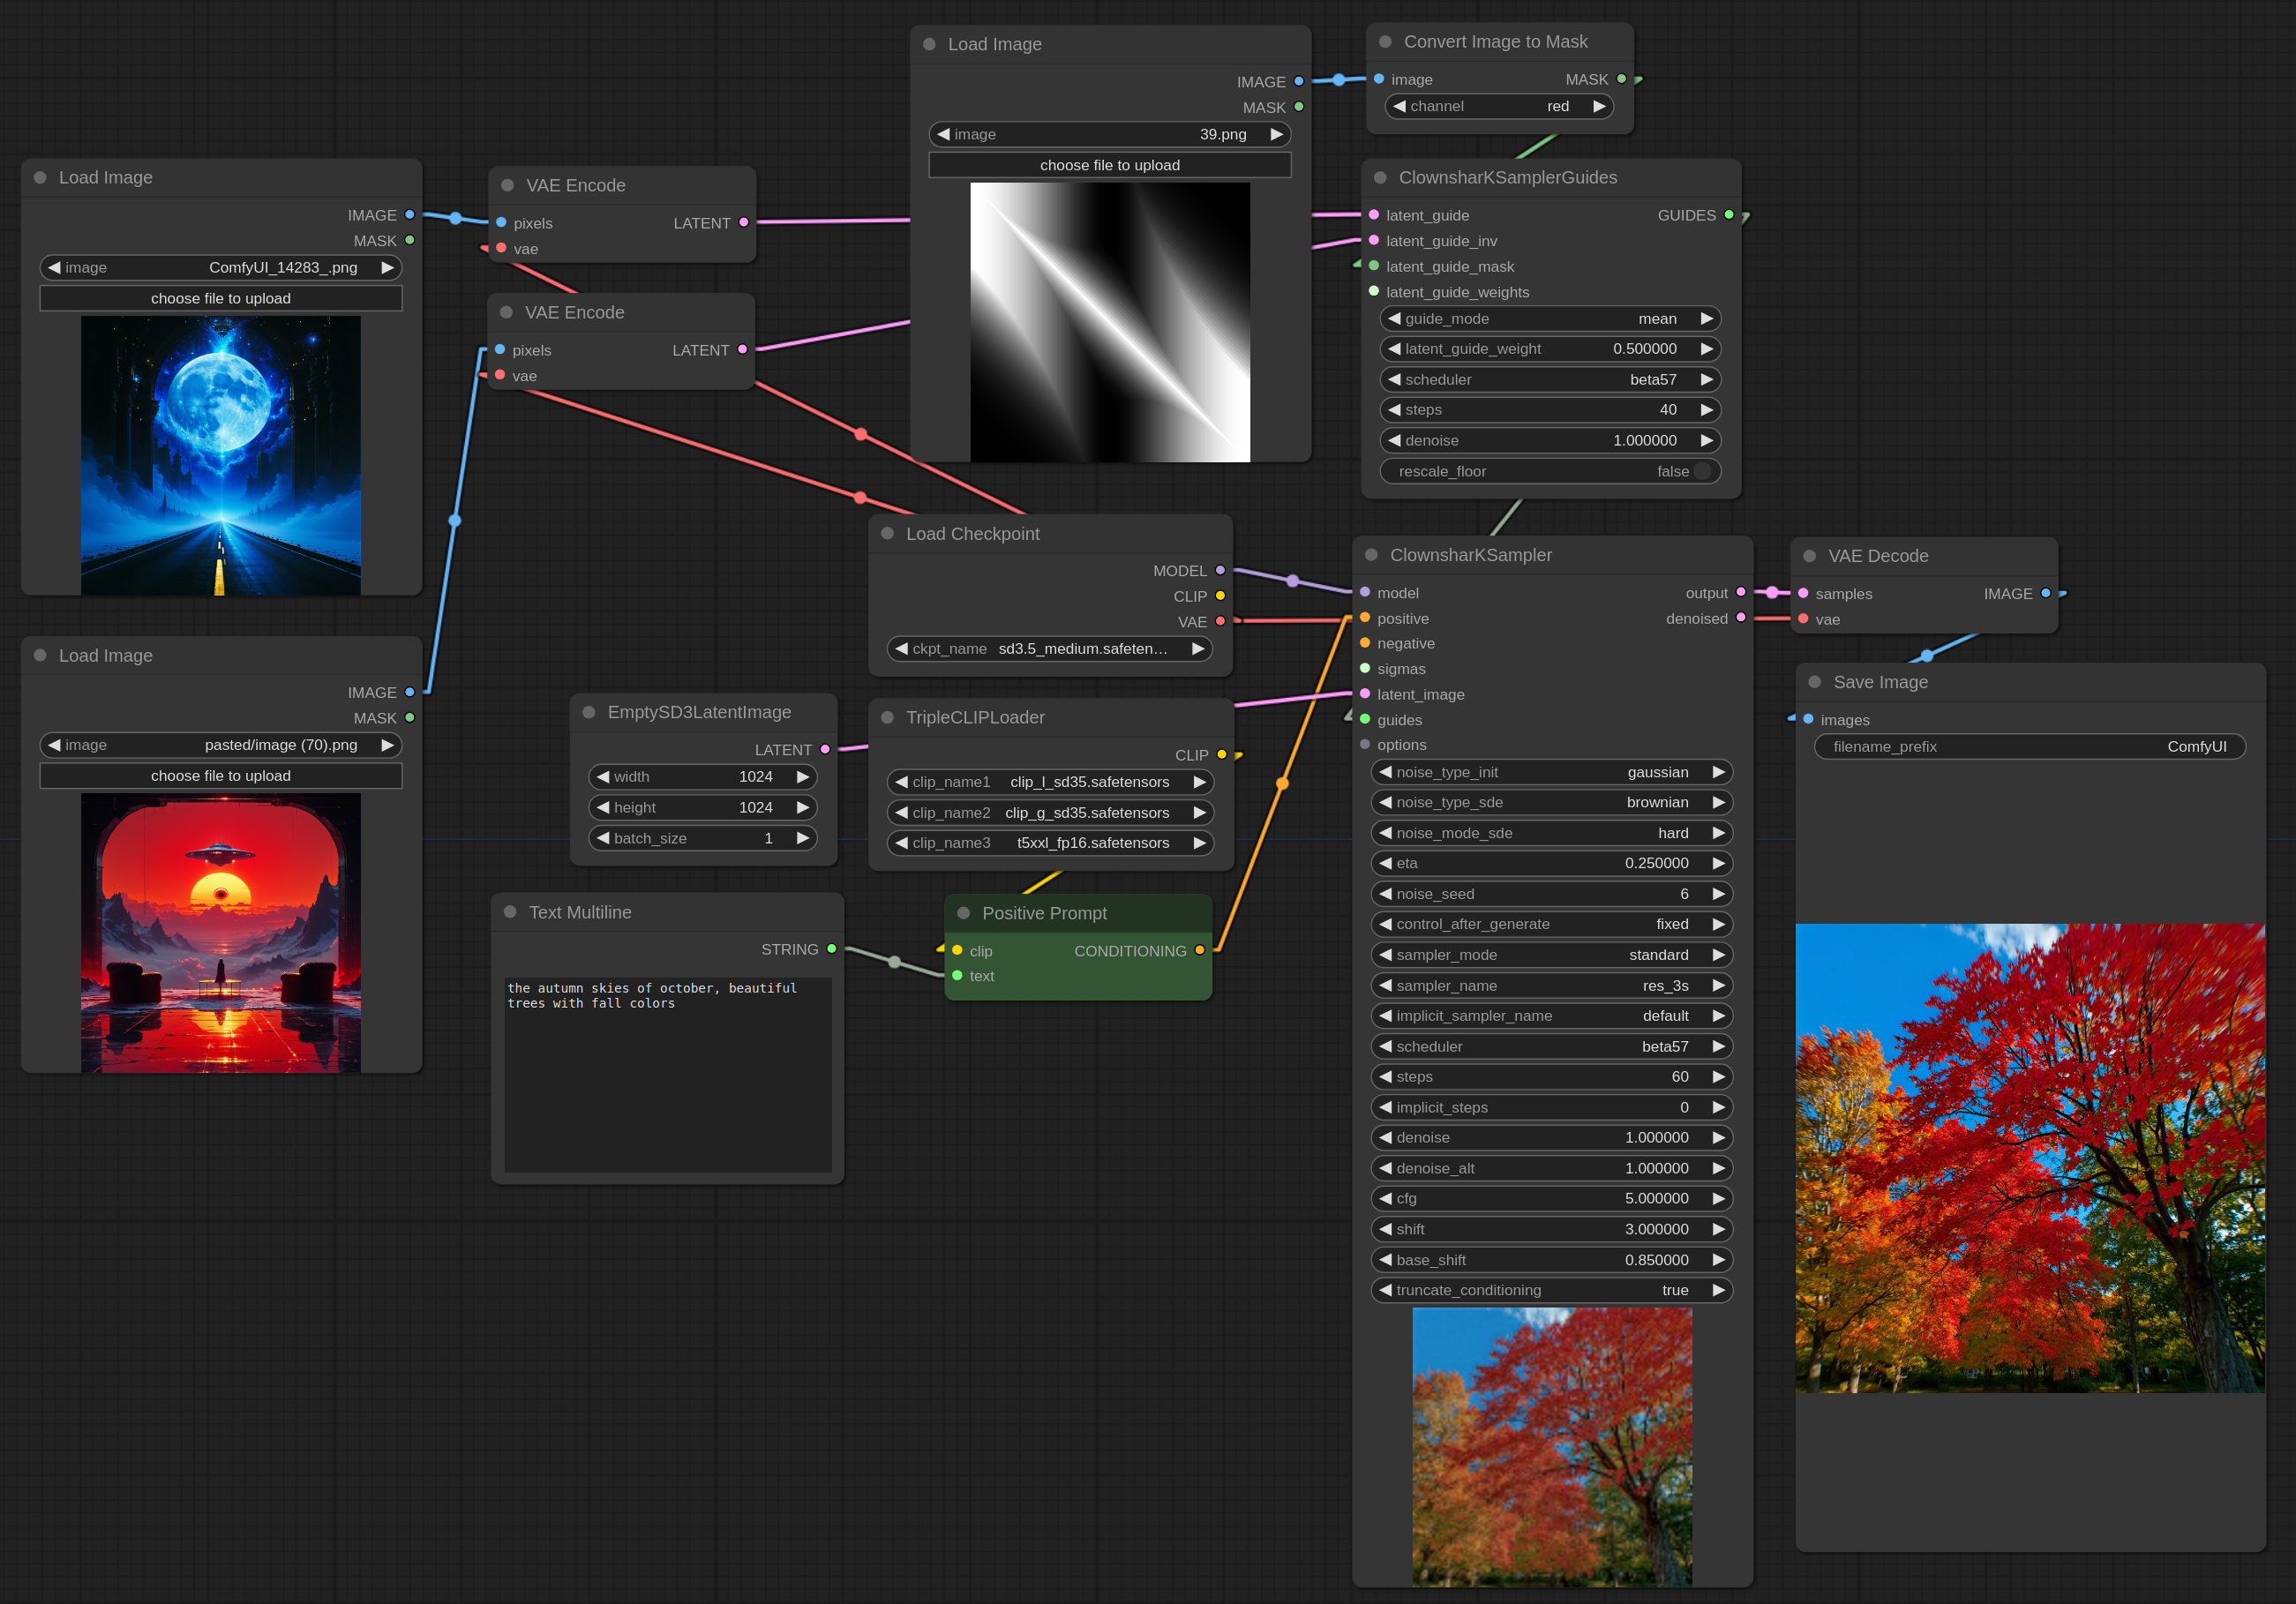 Load Image
IMAGE
MASK
image 39.png
choose file to upload
Convert Image to Mask
image MASK
channel red
Load Image
IMAGE
MASK
image ComfyUI_14283_.png
choose file to upload
VAE Encode
pixels LATENT
vae
VAE Encode
pixels LATENT
vae
ClownsharKSamplerGuides
latent_guide GUIDES
latent_guide_inv
latent_guide_mask
latent_guide_weights
guide_mode mean
latent_guide_weight 0.500000
scheduler beta57
steps 40
denoise 1.000000
rescale_floor false
Load Checkpoint
MODEL
CLIP
VAE
ckpt_name sd3.5_medium.safeten…
Load Image
IMAGE
MASK
image pasted/image (70).png
choose file to upload
EmptySD3LatentImage
LATENT
width 1024
height 1024
batch_size 1
TripleCLIPLoader
CLIP
clip_name1 clip_l_sd35.safetensors
clip_name2 clip_g_sd35.safetensors
clip_name3 t5xxl_fp16.safetensors
Text Multiline
STRING
the autumn skies of october, beautiful
trees with fall colors
Positive Prompt
clip CONDITIONING
text
ClownsharKSampler
model output
positive denoised
negative
sigmas
latent_image
guides
options
noise_type_init gaussian
noise_type_sde brownian
noise_mode_sde hard
eta 0.250000
noise_seed 6
control_after_generate fixed
sampler_mode standard
sampler_name res_3s
implicit_sampler_name default
scheduler beta57
steps 60
implicit_steps 0
denoise 1.000000
denoise_alt 1.000000
cfg 5.000000
shift 3.000000
base_shift 0.850000
truncate_conditioning true
VAE Decode
samples IMAGE
vae
Save Image
images
filename_prefix ComfyUI